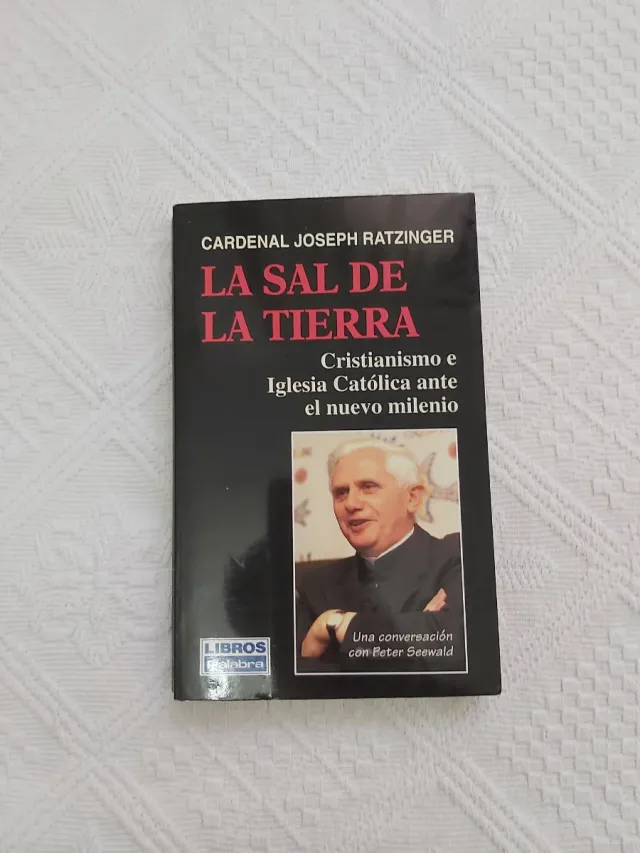 CARDENAL JOSEPH RATZINGER
LA SAL DE
LA TIERRA
Cristianismo e
Iglesia Católica ante
el nuevo milenio
Una conversación
con Peter Seewald
LIBROS
Palabra